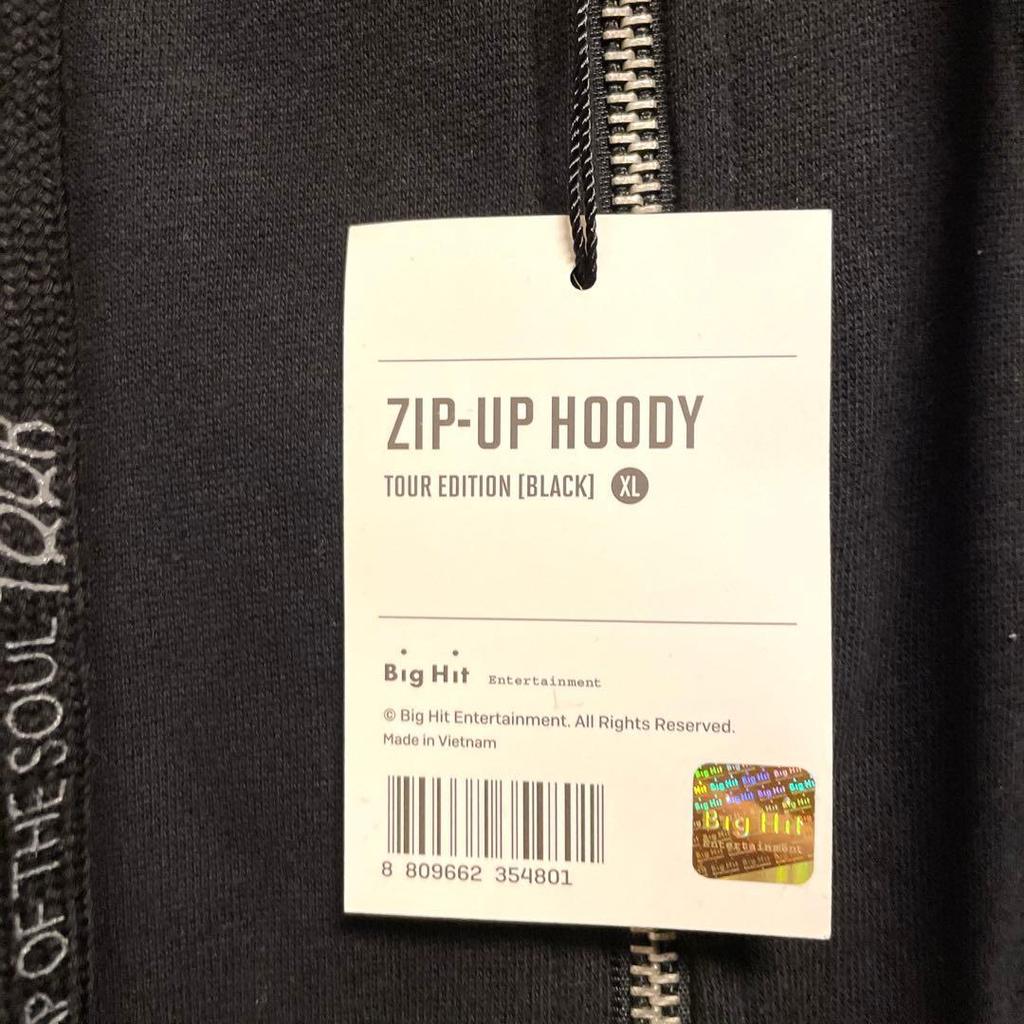 ZIP-UP HOODY
TOUR EDITION [BLACK] XL
Big Hit Entertainment
© Big Hit Entertainment. All Rights Reserved.
Made in Vietnam
8 809662 354801
Big Hit
Entertainment
OF THE SOUL TOUR